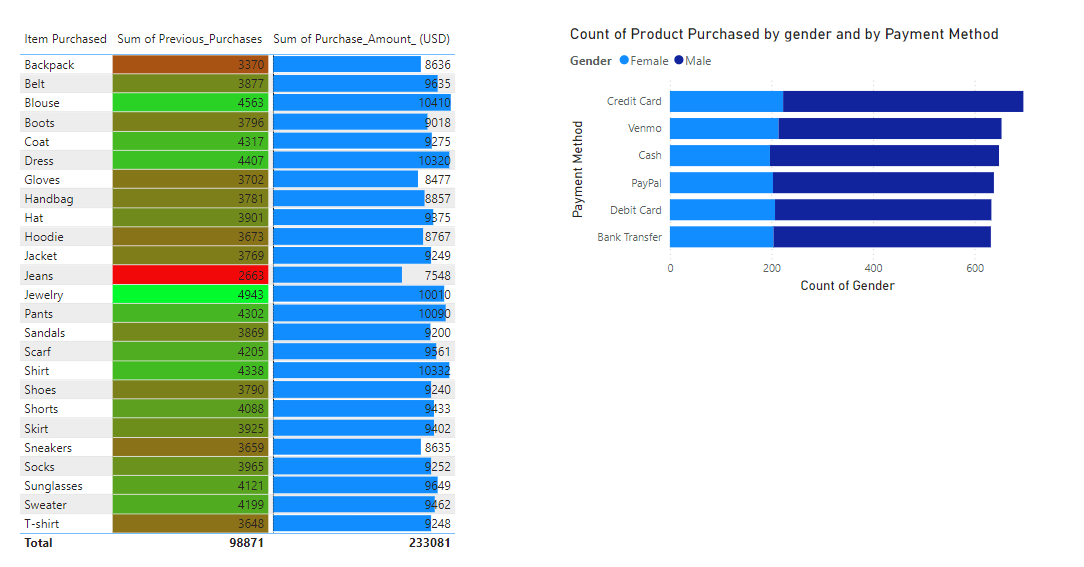 Item Purchased Sum of Previous_Purchases Sum of Purchase_Amount_ (USD)
Backpack 3370 8636
Belt 3877 9635
Blouse 4563 10410
Boots 3796 9018
Coat 4317 9275
Dress 4407 10320
Gloves 3702 8477
Handbag 3781 8857
Hat 3901 9375
Hoodie 3673 8767
Jacket 3769 9249
Jeans 2663 7548
Jewelry 4943 10010
Pants 4302 10090
Sandals 3869 9200
Scarf 4205 9561
Shirt 4338 10332
Shoes 3790 9240
Shorts 4088 9433
Skirt 3925 9402
Sneakers 3659 8635
Socks 3965 9252
Sunglasses 4121 9649
Sweater 4199 9462
T-shirt 3648 9248
Total 98871 233081
Count of Product Purchased by gender and by Payment Method
Gender Female Male
Payment Method
Credit Card
Venmo
Cash
PayPal
Debit Card
Bank Transfer
0 200 400 600
Count of Gender